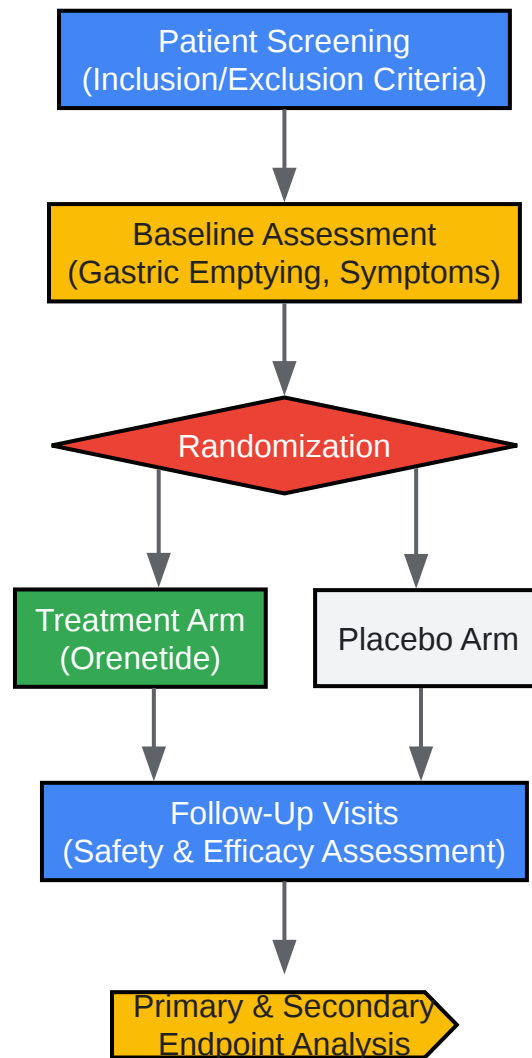 Patient Screening
(Inclusion/Exclusion Criteria)
Baseline Assessment
(Gastric Emptying, Symptoms)
Randomization
Treatment Arm
(Orenetide)
Placebo Arm
Follow-Up Visits
(Safety & Efficacy Assessment)
Primary & Secondary
Endpoint Analysis